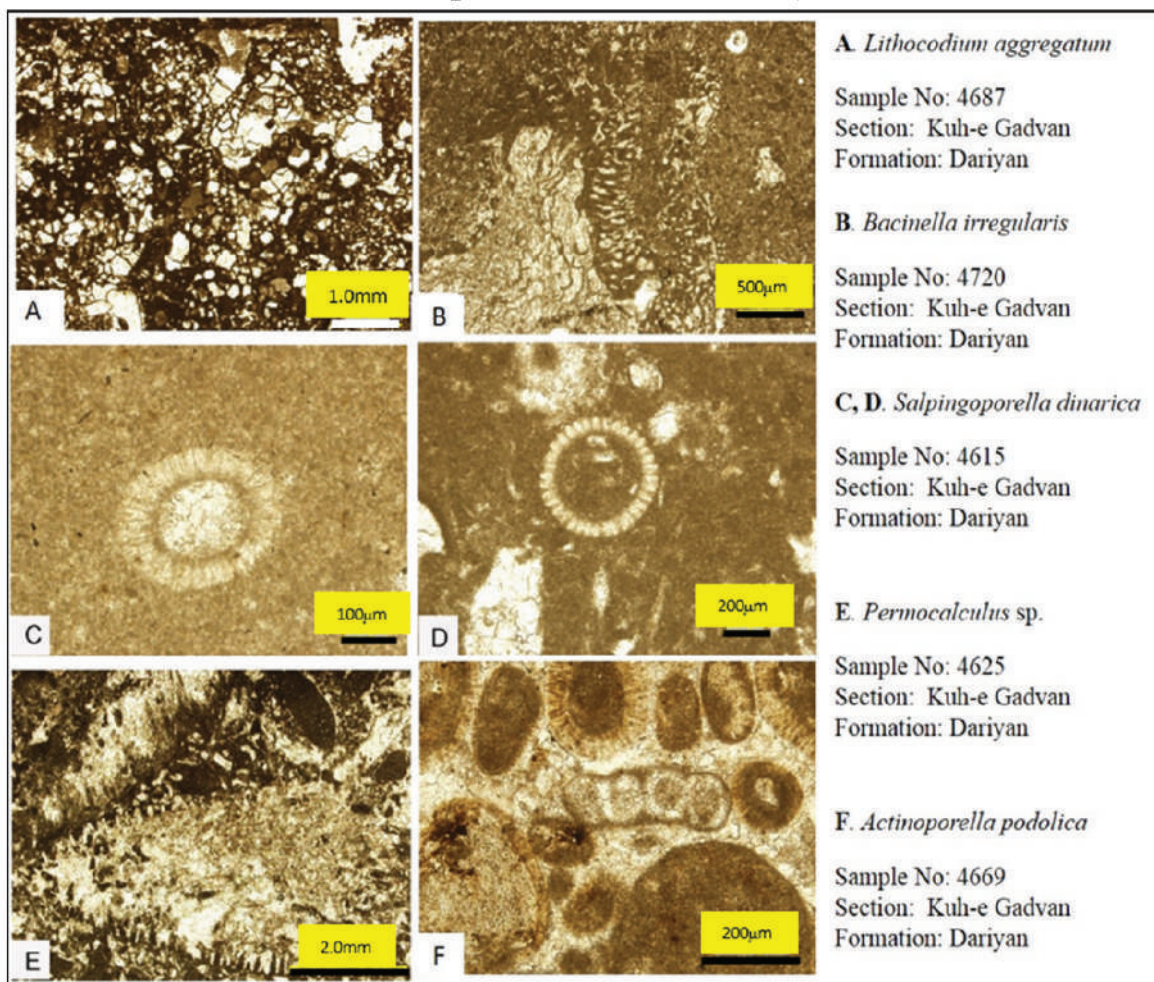 A
1.0mm
B
500μm
C
100μm
D
200μm
E
2.0mm
F
200μm
A. Lithocodium aggregatum
Sample No: 4687
Section: Kuh-e Gadvan
Formation: Dariyan
B. Bacinella irregularis
Sample No: 4720
Section: Kuh-e Gadvan
Formation: Dariyan
C, D. Salpingoporella dinarica
Sample No: 4615
Section: Kuh-e Gadvan
Formation: Dariyan
E. Permocalculus sp.
Sample No: 4625
Section: Kuh-e Gadvan
Formation: Dariyan
F. Actinoporella podolica
Sample No: 4669
Section: Kuh-e Gadvan
Formation: Dariyan